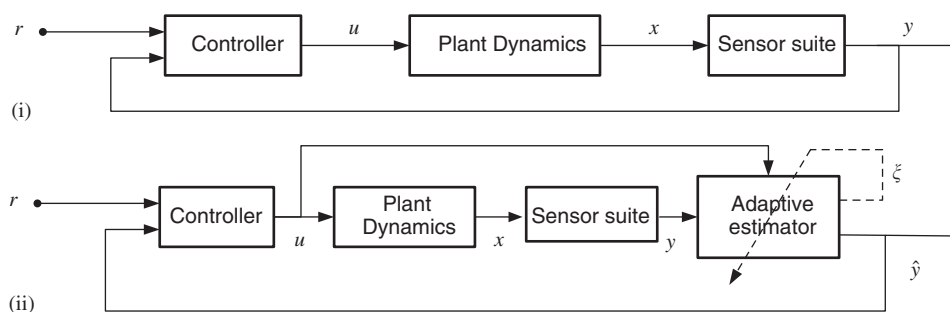 r
Controller
u
Plant Dynamics
x
Sensor suite
y
(i)
r
Controller
u
Plant
Dynamics
x
Sensor suite
y
Adaptive
estimator
ξ
ŷ
(ii)